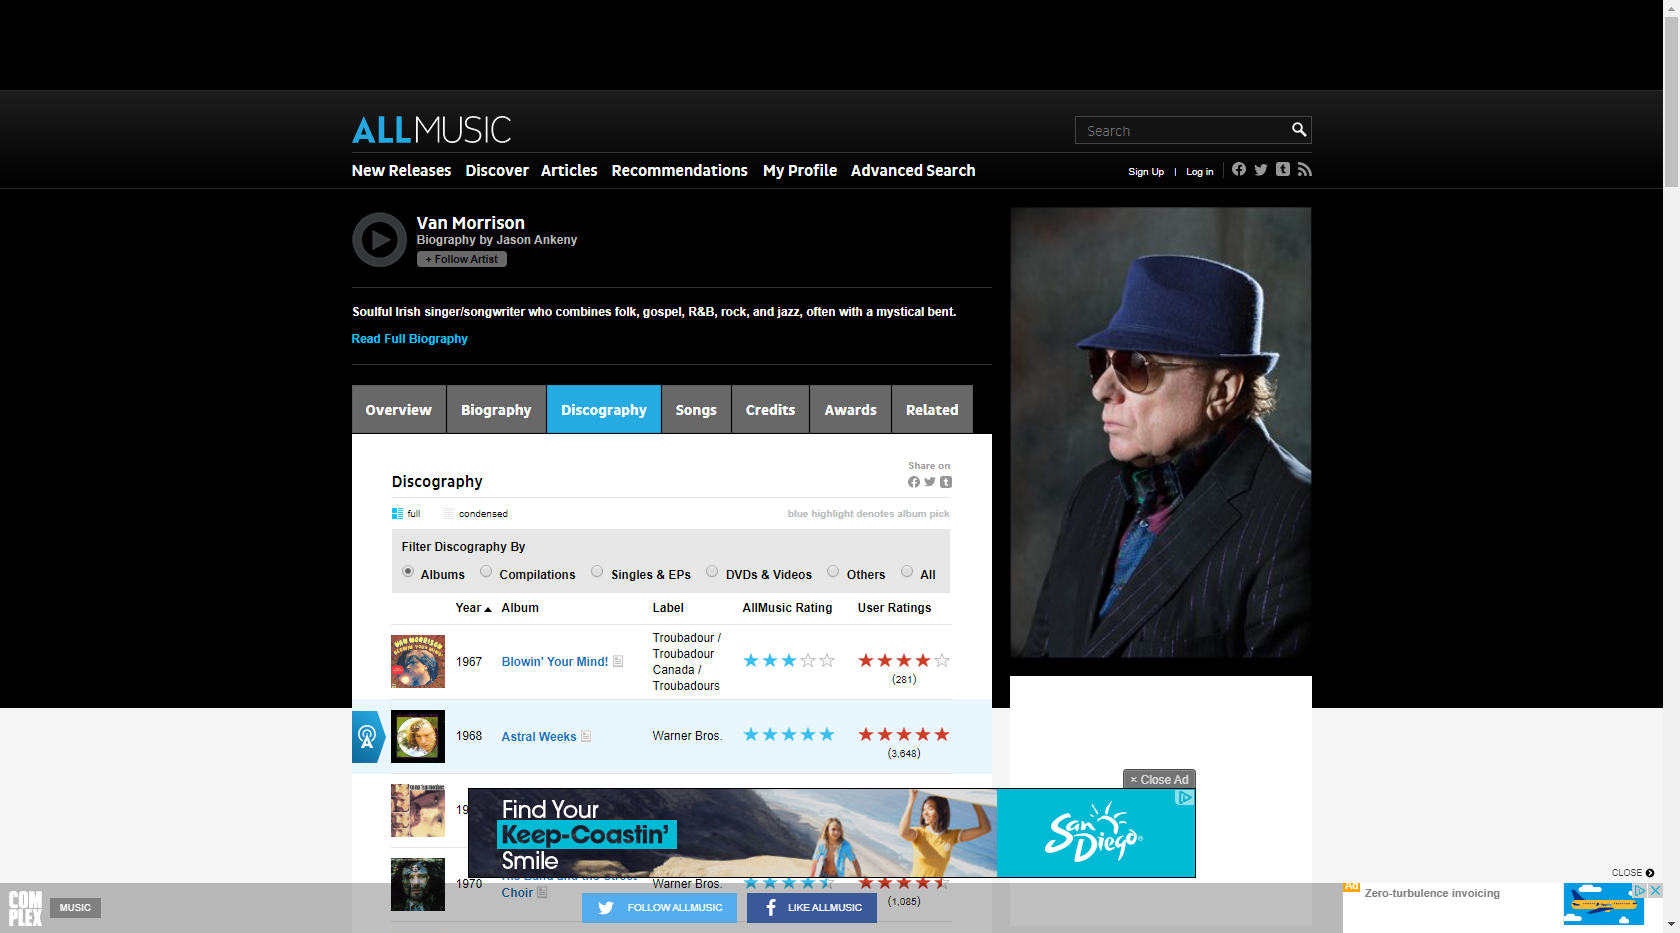 ALLMUSIC
Search
New Releases Discover Articles Recommendations My Profile Advanced Search
Sign Up | Log in
Van Morrison
Biography by Jason Ankeny
+ Follow Artist
Soulful Irish singer/songwriter who combines folk, gospel, R&B, rock, and jazz, often with a mystical bent.
Read Full Biography
Overview Biography Discography Songs Credits Awards Related
Share on
Discography
full condensed blue highlight denotes album pick
Filter Discography By
Albums Compilations Singles & EPs DVDs & Videos Others All
Year Album Label AllMusic Rating User Ratings
1967 Blowin' Your Mind! Troubadour /
Troubadour
Canada /
Troubadours
(281)
1968 Astral Weeks Warner Bros.
(3,648)
× Close Ad
Find Your
Keep-Coastin'
Smile
San Diego
1970 The Band and the Street
Choir
Warner Bros.
(1,085)
CLOSE
COMPLEX
MUSIC
FOLLOW ALLMUSIC
LIKE ALLMUSIC
Ad
Zero-turbulence invoicing